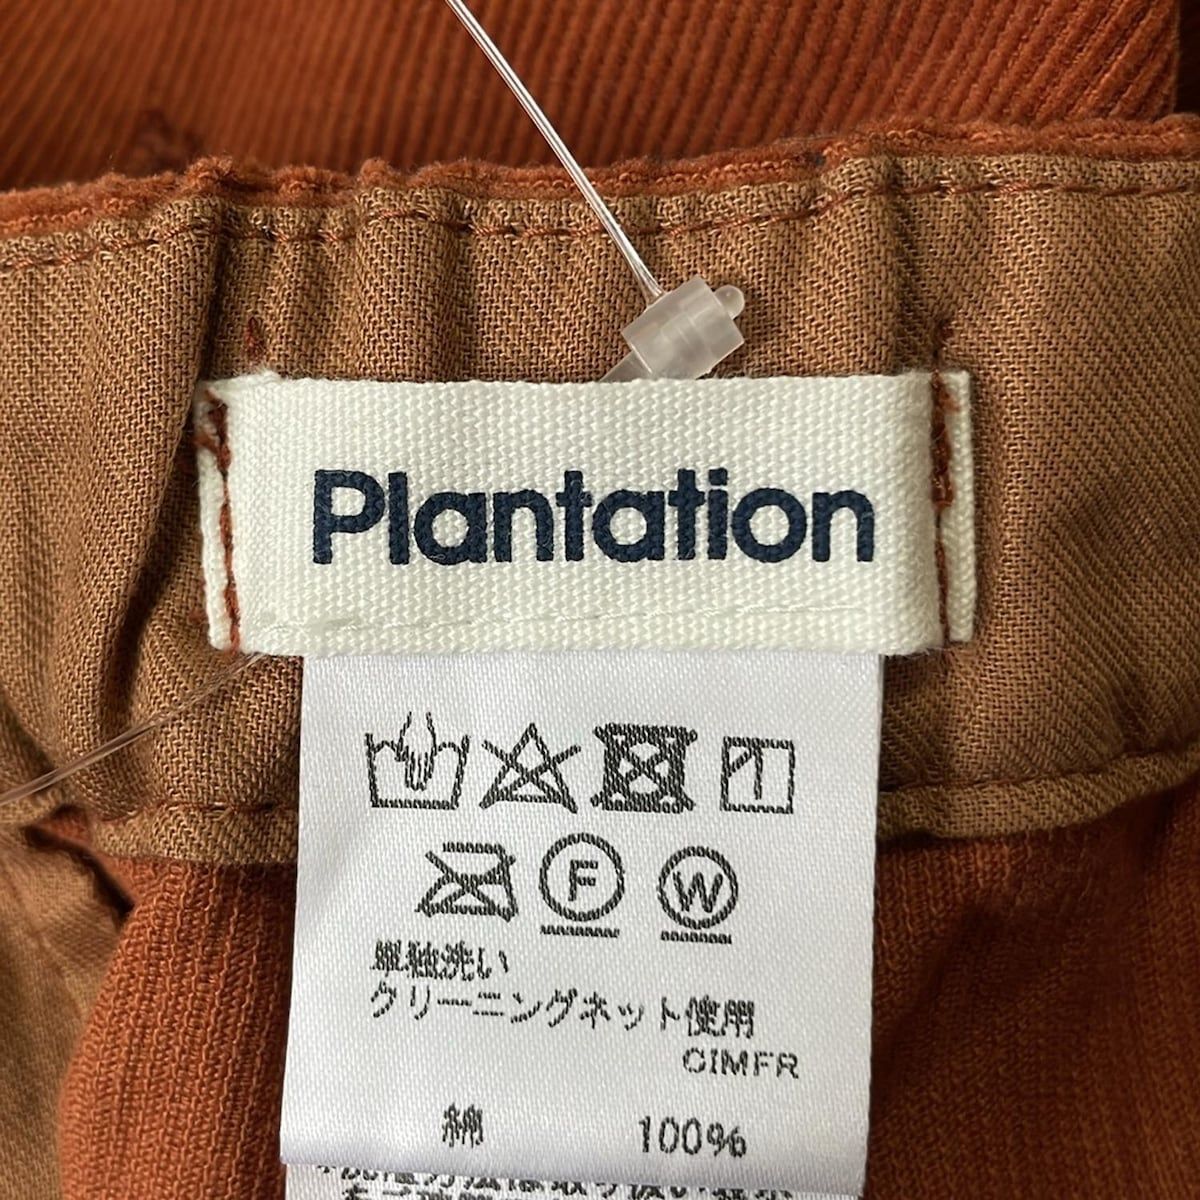 Plantation
F
W
単独洗い
クリーニングネット使用
CIMFR
綿 100%